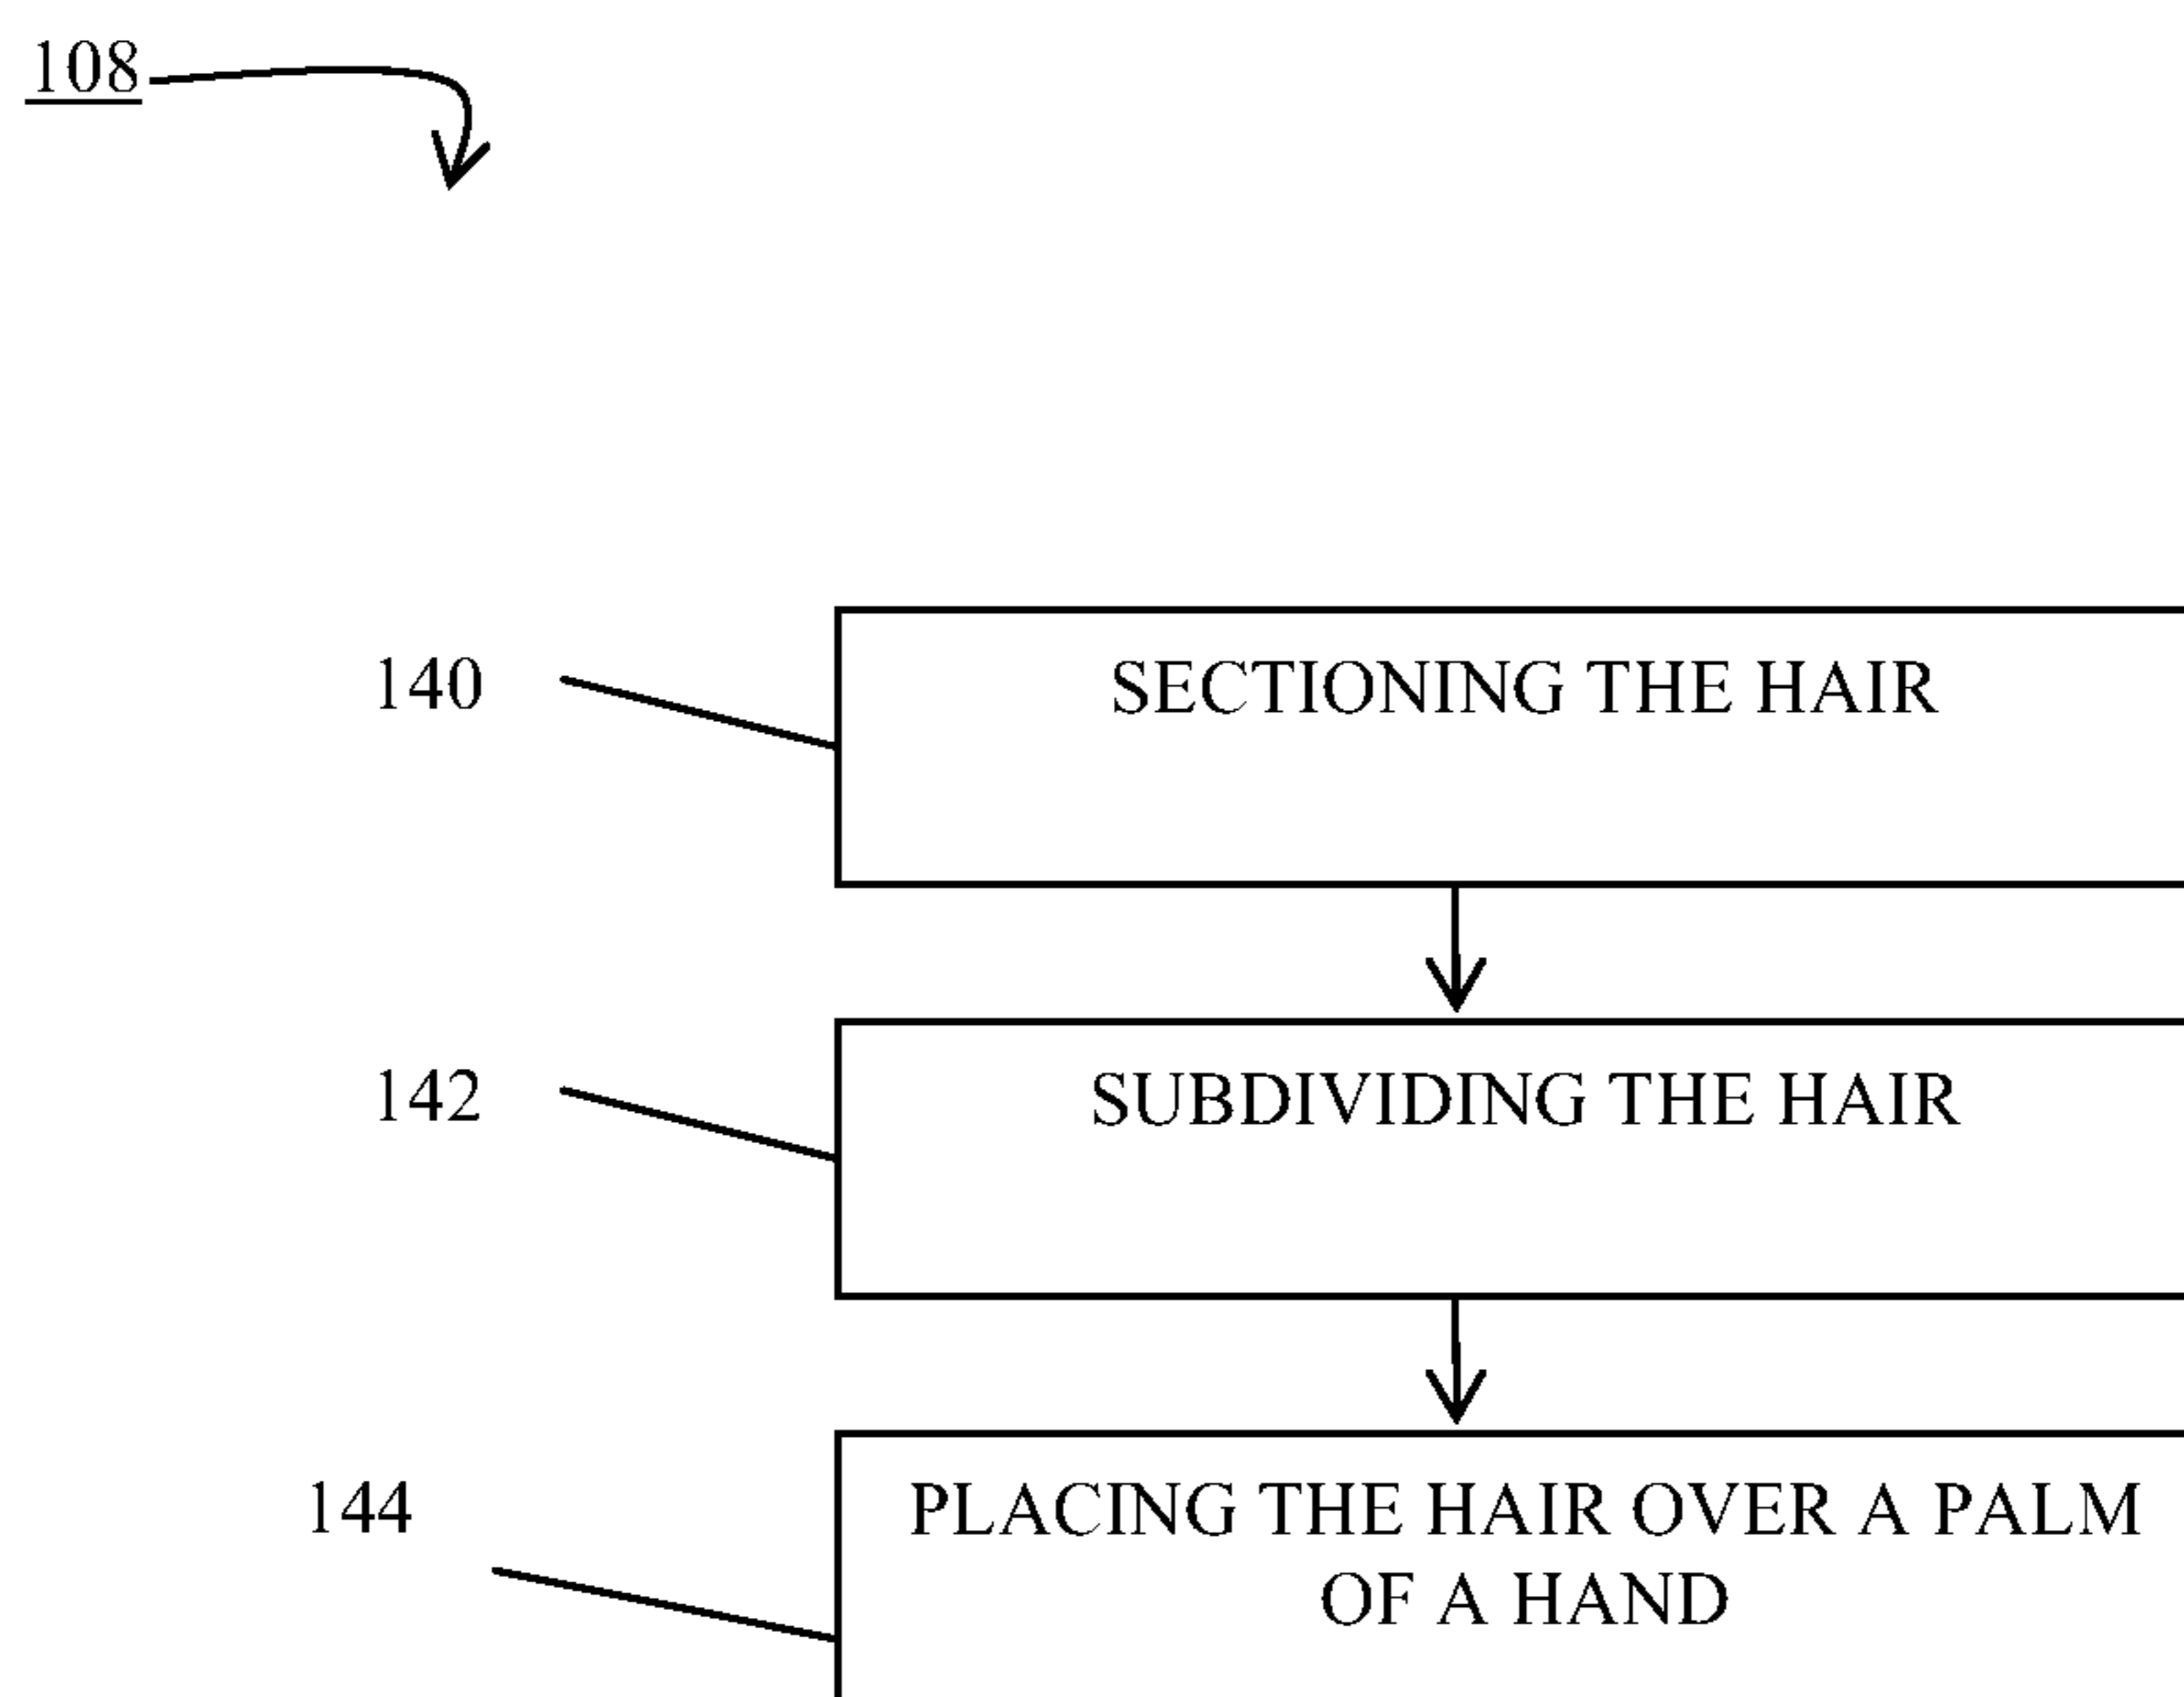 108
140
SECTIONING THE HAIR
142
SUBDIVIDING THE HAIR
144
PLACING THE HAIR OVER A PALM
OF A HAND